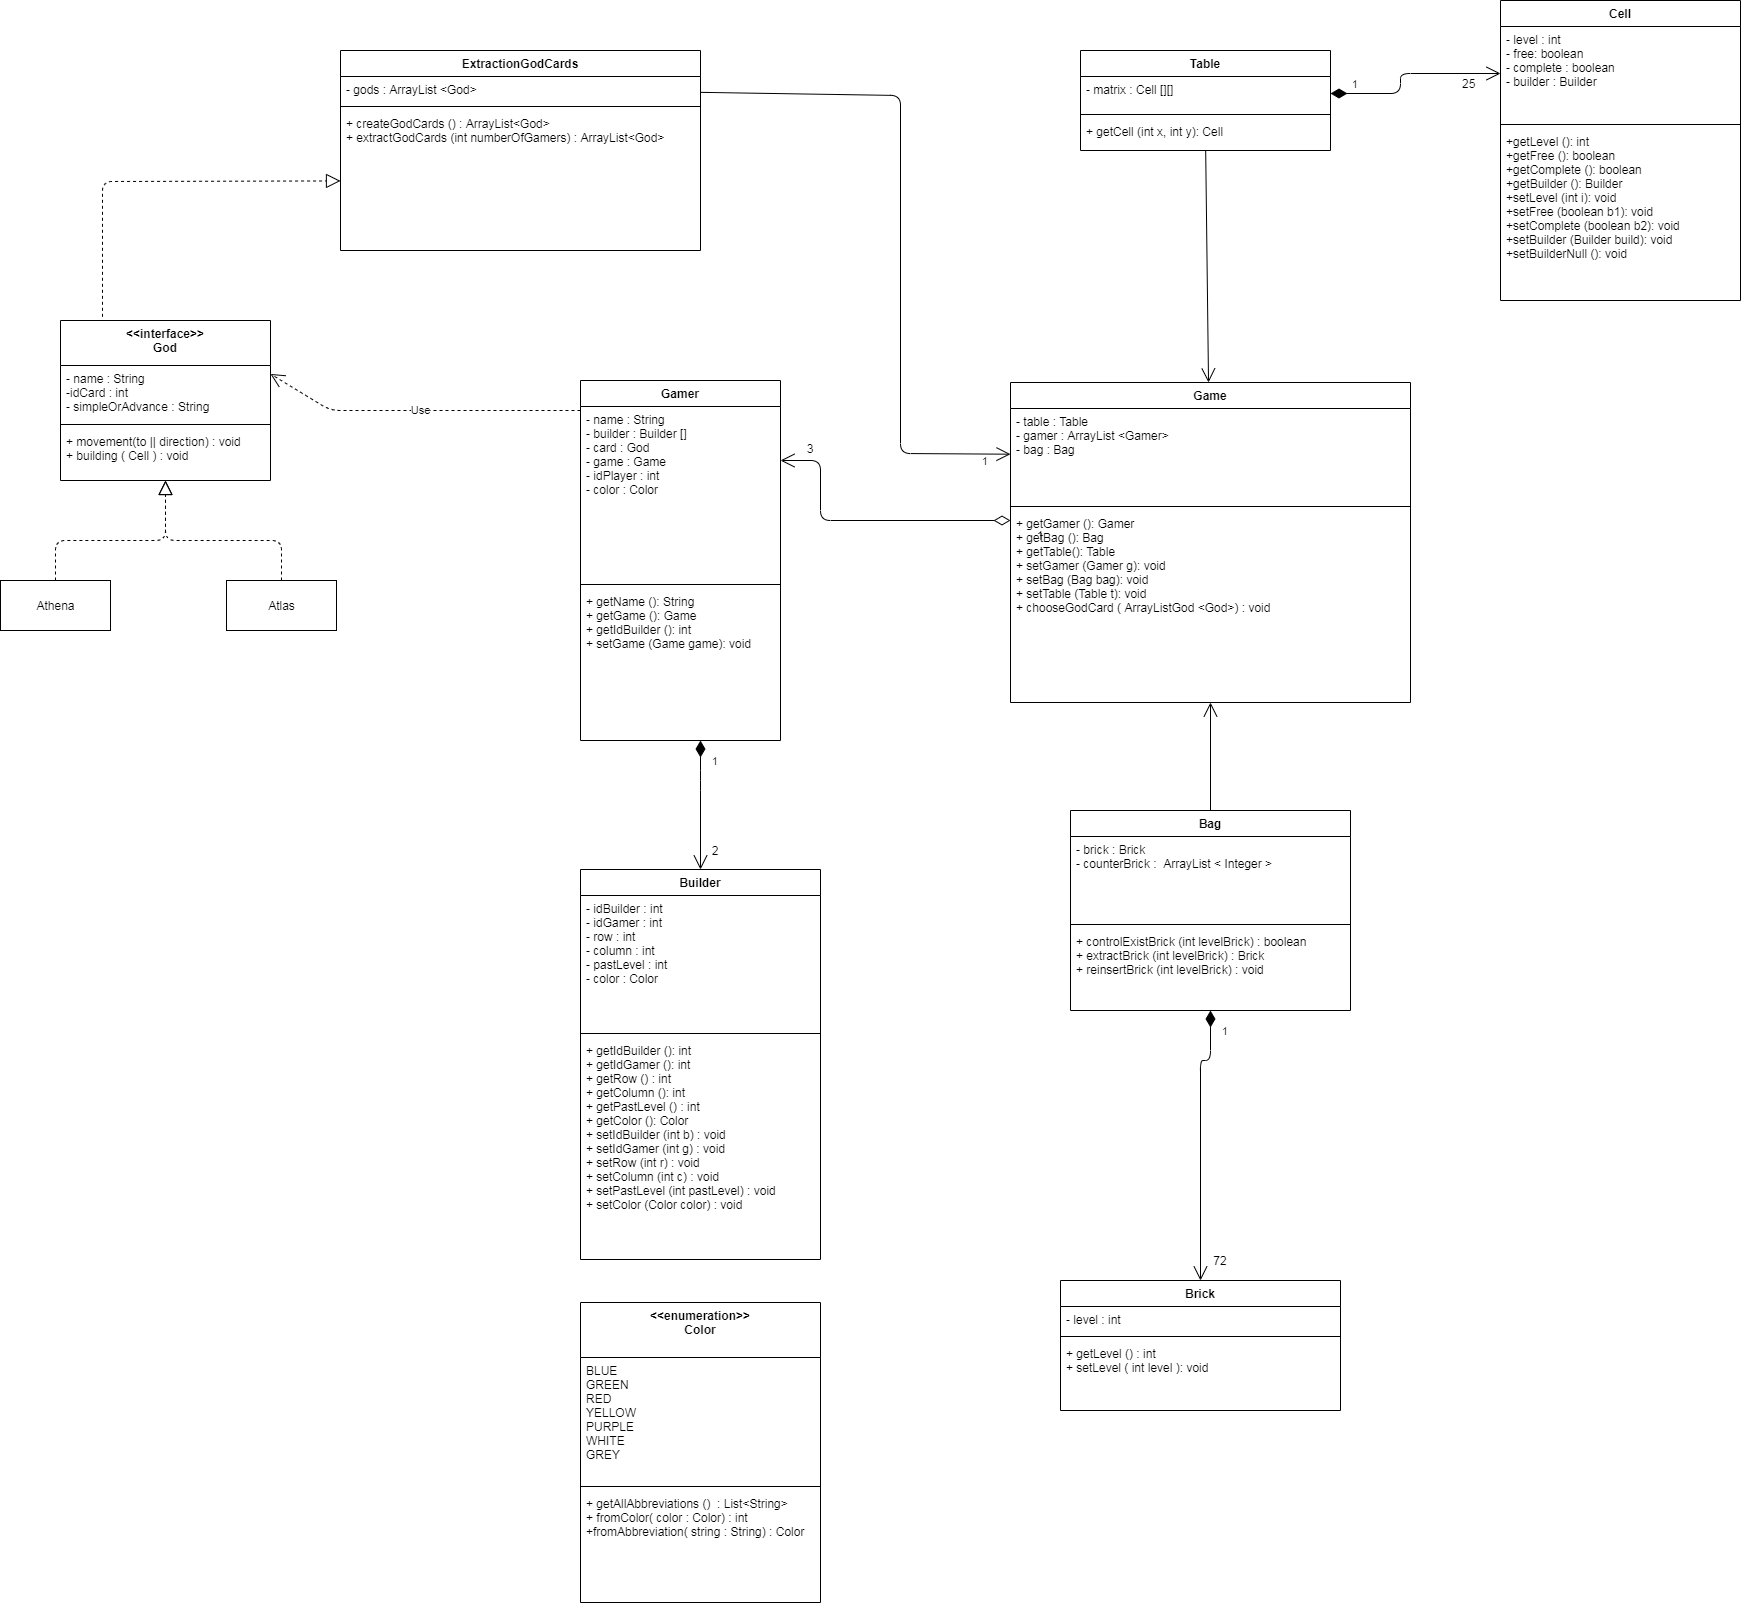 ExtractionGodCards
- gods : ArrayList <God>
+ createGodCards () : ArrayList<God>
+ extractGodCards (int numberOfGamers) : ArrayList<God>
Table
- matrix : Cell [][]
+ getCell (int x, int y): Cell
1
25
Cell
- level : int
- free: boolean
- complete : boolean
- builder : Builder
+getLevel (): int
+getFree (): boolean
+getComplete (): boolean
+getBuilder (): Builder
+setLevel (int i): void
+setFree (boolean b1): void
+setComplete (boolean b2): void
+setBuilder (Builder build): void
+setBuilderNull (): void
<<interface>>
God
- name : String
-idCard : int
- simpleOrAdvance : String
+ movement(to || direction) : void
+ building ( Cell ) : void
Athena
Atlas
Use
Gamer
- name : String
- builder : Builder []
- card : God
- game : Game
- idPlayer : int
- color : Color
+ getName (): String
+ getGame (): Game
+ getIdBuilder (): int
+ setGame (Game game): void
3
1
Game
- table : Table
- gamer : ArrayList <Gamer>
- bag : Bag
+ getGamer (): Gamer
+ getBag (): Bag
1
+ getTable(): Table
+ setGamer (Gamer g): void
+ setBag (Bag bag): void
+ setTable (Table t): void
+ chooseGodCard ( ArrayListGod <God>) : void
1
2
Builder
- idBuilder : int
- idGamer : int
- row : int
- column : int
- pastLevel : int
- color : Color
+ getIdBuilder (): int
+ getIdGamer (): int
+ getRow () : int
+ getColumn (): int
+ getPastLevel () : int
+ getColor (): Color
+ setIdBuilder (int b) : void
+ setIdGamer (int g) : void
+ setRow (int r) : void
+ setColumn (int c) : void
+ setPastLevel (int pastLevel) : void
+ setColor (Color color) : void
Bag
- brick : Brick
- counterBrick : ArrayList < Integer >
+ controlExistBrick (int levelBrick) : boolean
+ extractBrick (int levelBrick) : Brick
+ reinsertBrick (int levelBrick) : void
1
72
Brick
- level : int
+ getLevel () : int
+ setLevel ( int level ): void
<<enumeration>>
Color
BLUE
GREEN
RED
YELLOW
PURPLE
WHITE
GREY
+ getAllAbbreviations () : List<String>
+ fromColor( color : Color) : int
+fromAbbreviation( string : String) : Color